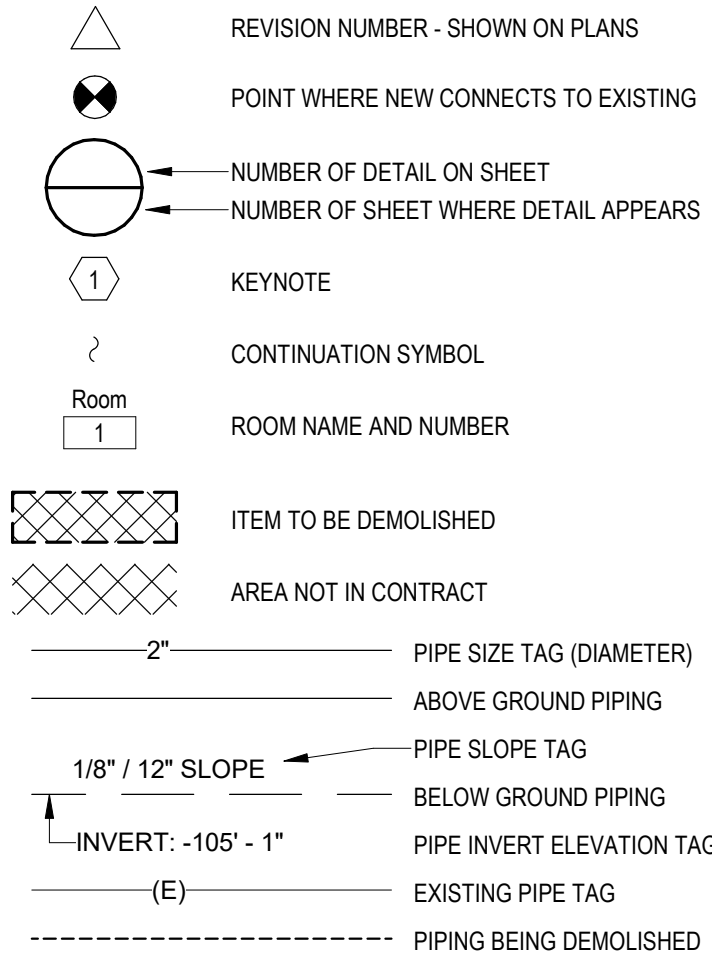 REVISION NUMBER - SHOWN ON PLANS
POINT WHERE NEW CONNECTS TO EXISTING
NUMBER OF DETAIL ON SHEET
NUMBER OF SHEET WHERE DETAIL APPEARS
1 KEYNOTE
CONTINUATION SYMBOL
Room
1 ROOM NAME AND NUMBER
ITEM TO BE DEMOLISHED
AREA NOT IN CONTRACT
2" PIPE SIZE TAG (DIAMETER)
ABOVE GROUND PIPING
1/8" / 12" SLOPE PIPE SLOPE TAG
BELOW GROUND PIPING
INVERT: -105' - 1" PIPE INVERT ELEVATION TAG
(E) EXISTING PIPE TAG
PIPING BEING DEMOLISHED